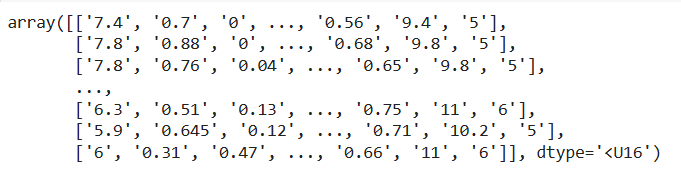 array([['7.4', '0.7', '0', ..., '0.56', '9.4', '5'],
['7.8', '0.88', '0', ..., '0.68', '9.8', '5'],
['7.8', '0.76', '0.04', ..., '0.65', '9.8', '5'],
...,
['6.3', '0.51', '0.13', ..., '0.75', '11', '6'],
['5.9', '0.645', '0.12', ..., '0.71', '10.2', '5'],
['6', '0.31', '0.47', ..., '0.66', '11', '6']], dtype='<U16')